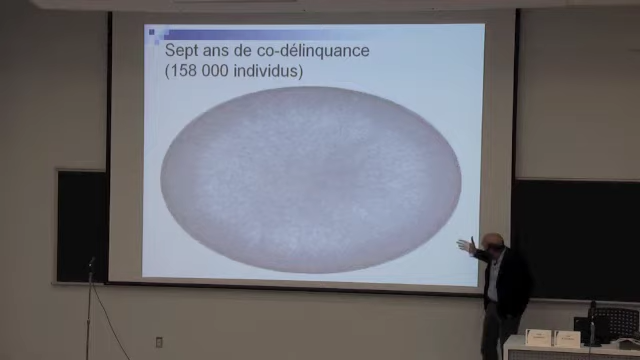 Sept ans de co-délinquance
(158 000 individus)